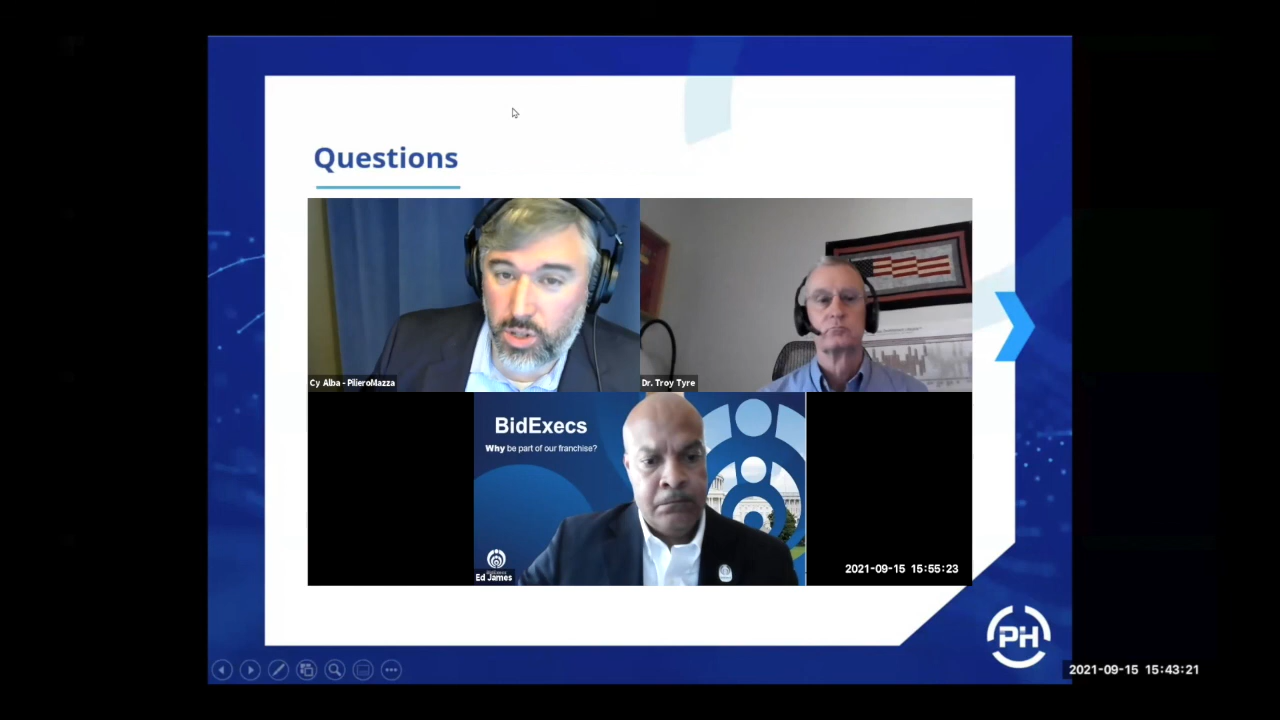 Questions
Cy Alba - PilieroMazza
Dr. Troy Tyre
BidExecs
Why be part of our franchise?
Ed James
2021-09-15 15:55:23
PH
2021-09-15 15:43:21